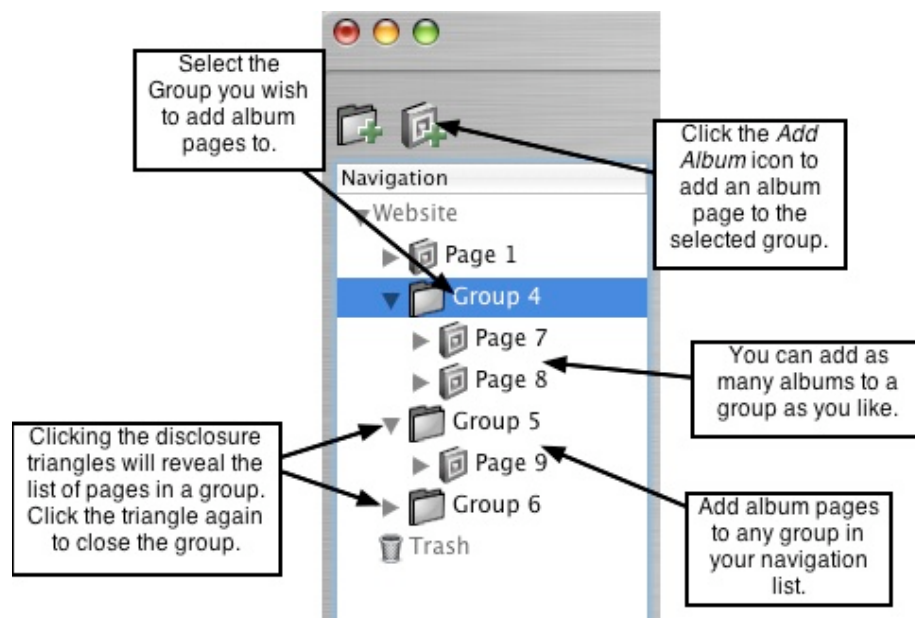 Select the
Group you wish
to add album
pages to.
Click the Add
Album icon to
add an album
page to the
selected group.
Navigation
Website
Page 1
Group 4
Page 7
Page 8
Group 5
Page 9
Group 6
Trash
You can add as
many albums to a
group as you like.
Clicking the disclosure
triangles will reveal the
list of pages in a group.
Click the triangle again
to close the group.
Add album pages
to any group in
your navigation
list.